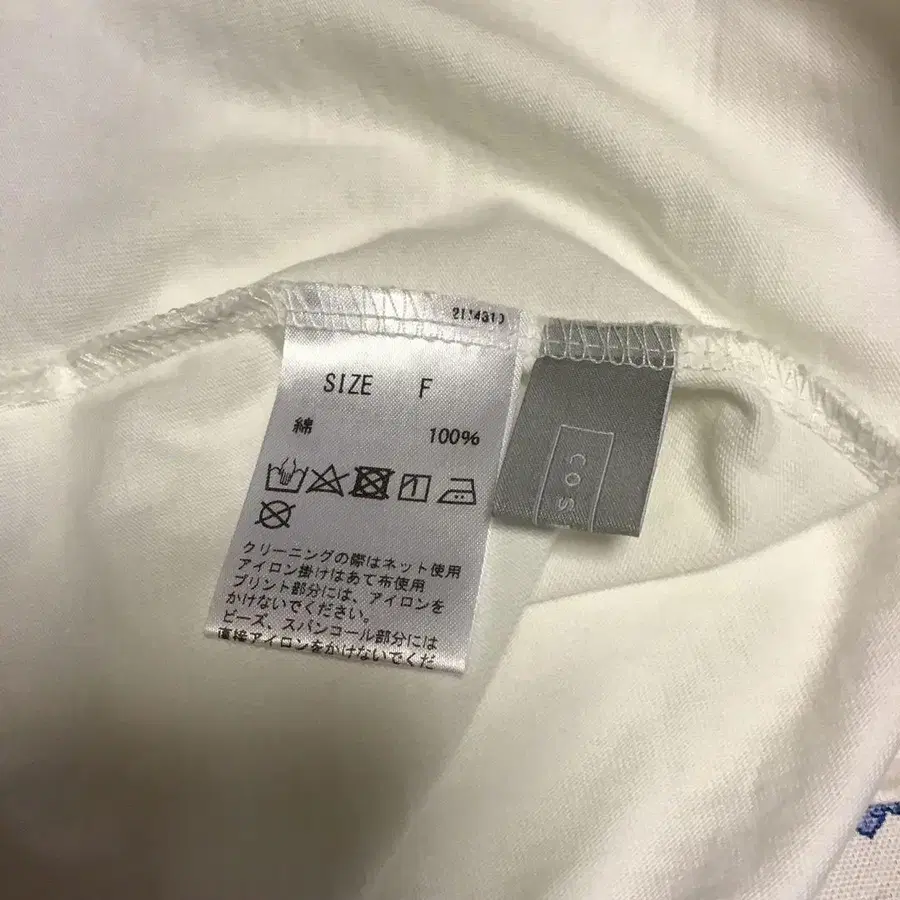 SIZE F
綿 100%
クリーニングの際はネット使用
アイロン掛けはあて布使用
プリント部分には、アイロンを
かけないでください。
ビーズ、スパンコール部分には
直接アイロンをかけないでくだ
COS